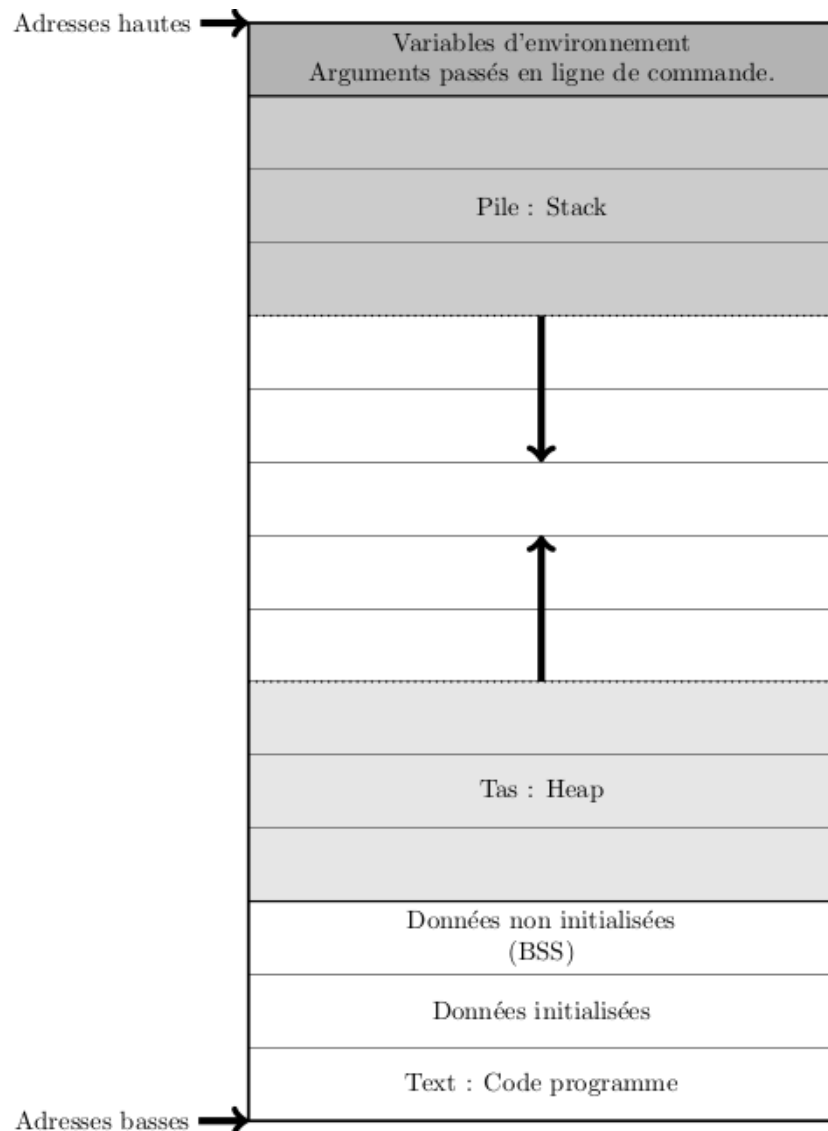 Adresses hautes
Variables d'environnement
Arguments passés en ligne de commande.
Pile : Stack
Tas : Heap
Données non initialisées
(BSS)
Données initialisées
Text : Code programme
Adresses basses